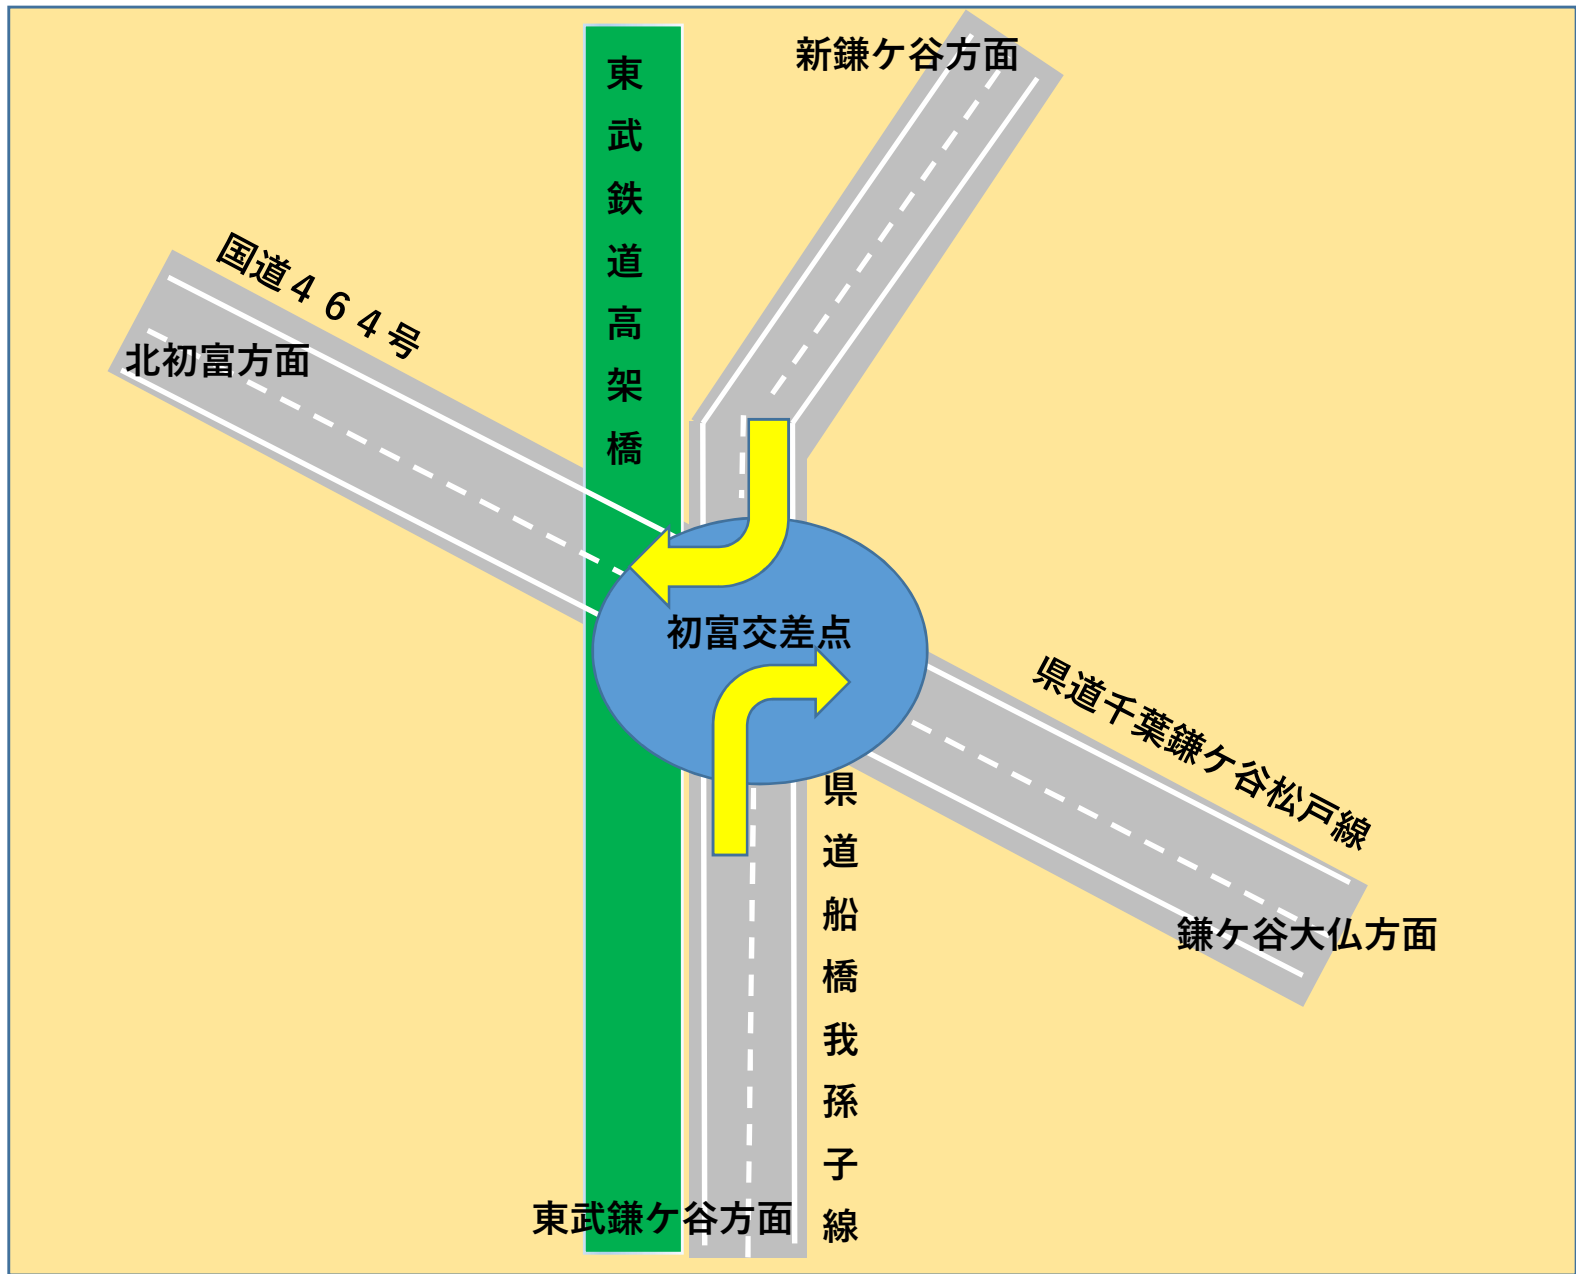 新鎌ケ谷方面
東武鉄道高架橋
国道４６４号
北初富方面
初富交差点
県道千葉鎌ケ谷松戸線
鎌ケ谷大仏方面
県道船橋我孫子線
東武鎌ケ谷方面